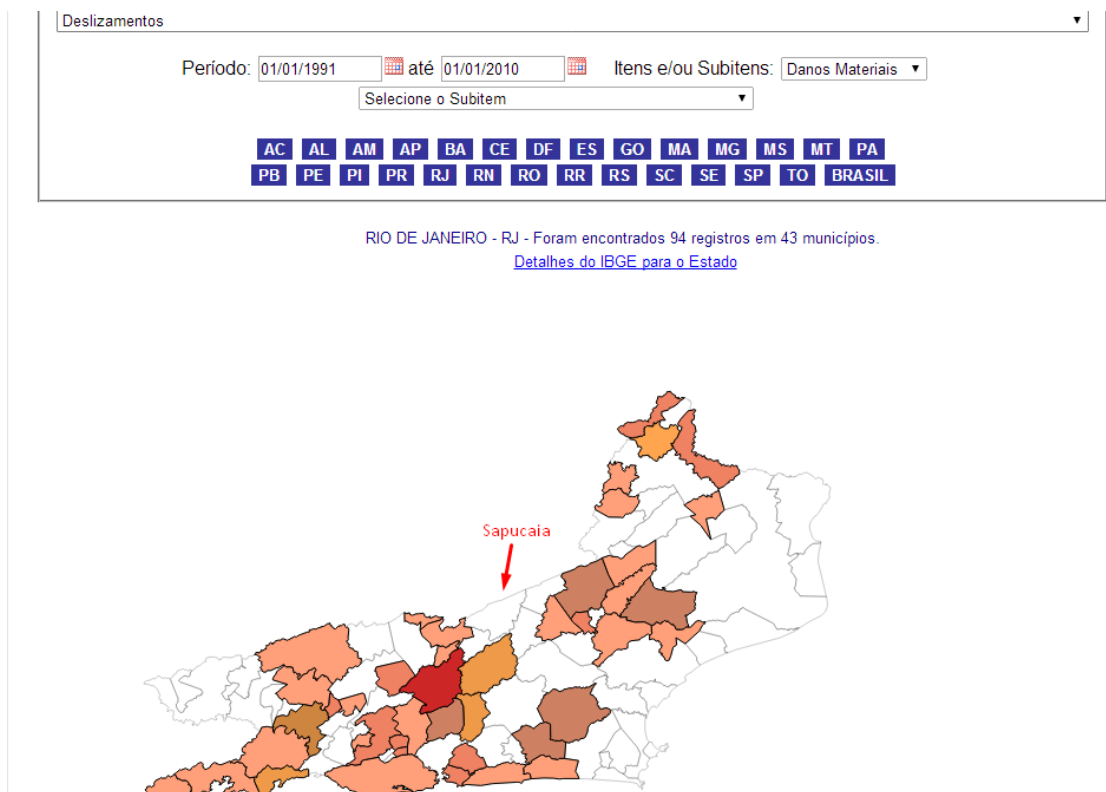 Deslizamentos
Período: 01/01/1991 até 01/01/2010 Itens e/ou Subitens: Danos Materiais
Selecione o Subitem
AC AL AM AP BA CE DF ES GO MA MG MS MT PA
PB PE PI PR RJ RN RO RR RS SC SE SP TO BRASIL
RIO DE JANEIRO - RJ - Foram encontrados 94 registros em 43 municípios.
Detalhes do IBGE para o Estado
Sapucaia